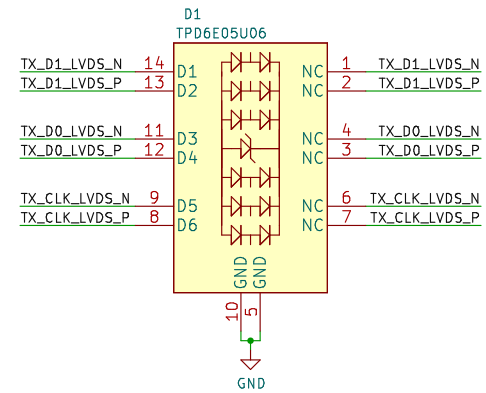 D1
TPD6E05U06
TX_D1_LVDS_N 14 D1 NC 1 TX_D1_LVDS_N
TX_D1_LVDS_P 13 D2 NC 2 TX_D1_LVDS_P
TX_D0_LVDS_N 11 D3 NC 4 TX_D0_LVDS_N
TX_D0_LVDS_P 12 D4 NC 3 TX_D0_LVDS_P
TX_CLK_LVDS_N 9 D5 NC 6 TX_CLK_LVDS_N
TX_CLK_LVDS_P 8 D6 NC 7 TX_CLK_LVDS_P
GND GND
10 5
GND